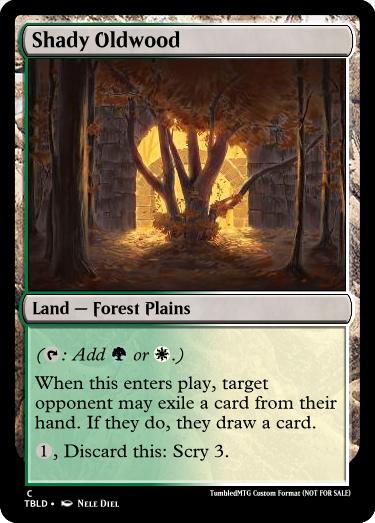 Shady Oldwood
Land — Forest Plains
(: Add or .)
When this enters play, target
opponent may exile a card from their
hand. If they do, they draw a card.
1, Discard this: Scry 3.
C
TBLD • NELE DIEL
TumbledMTG Custom Format (NOT FOR SALE)